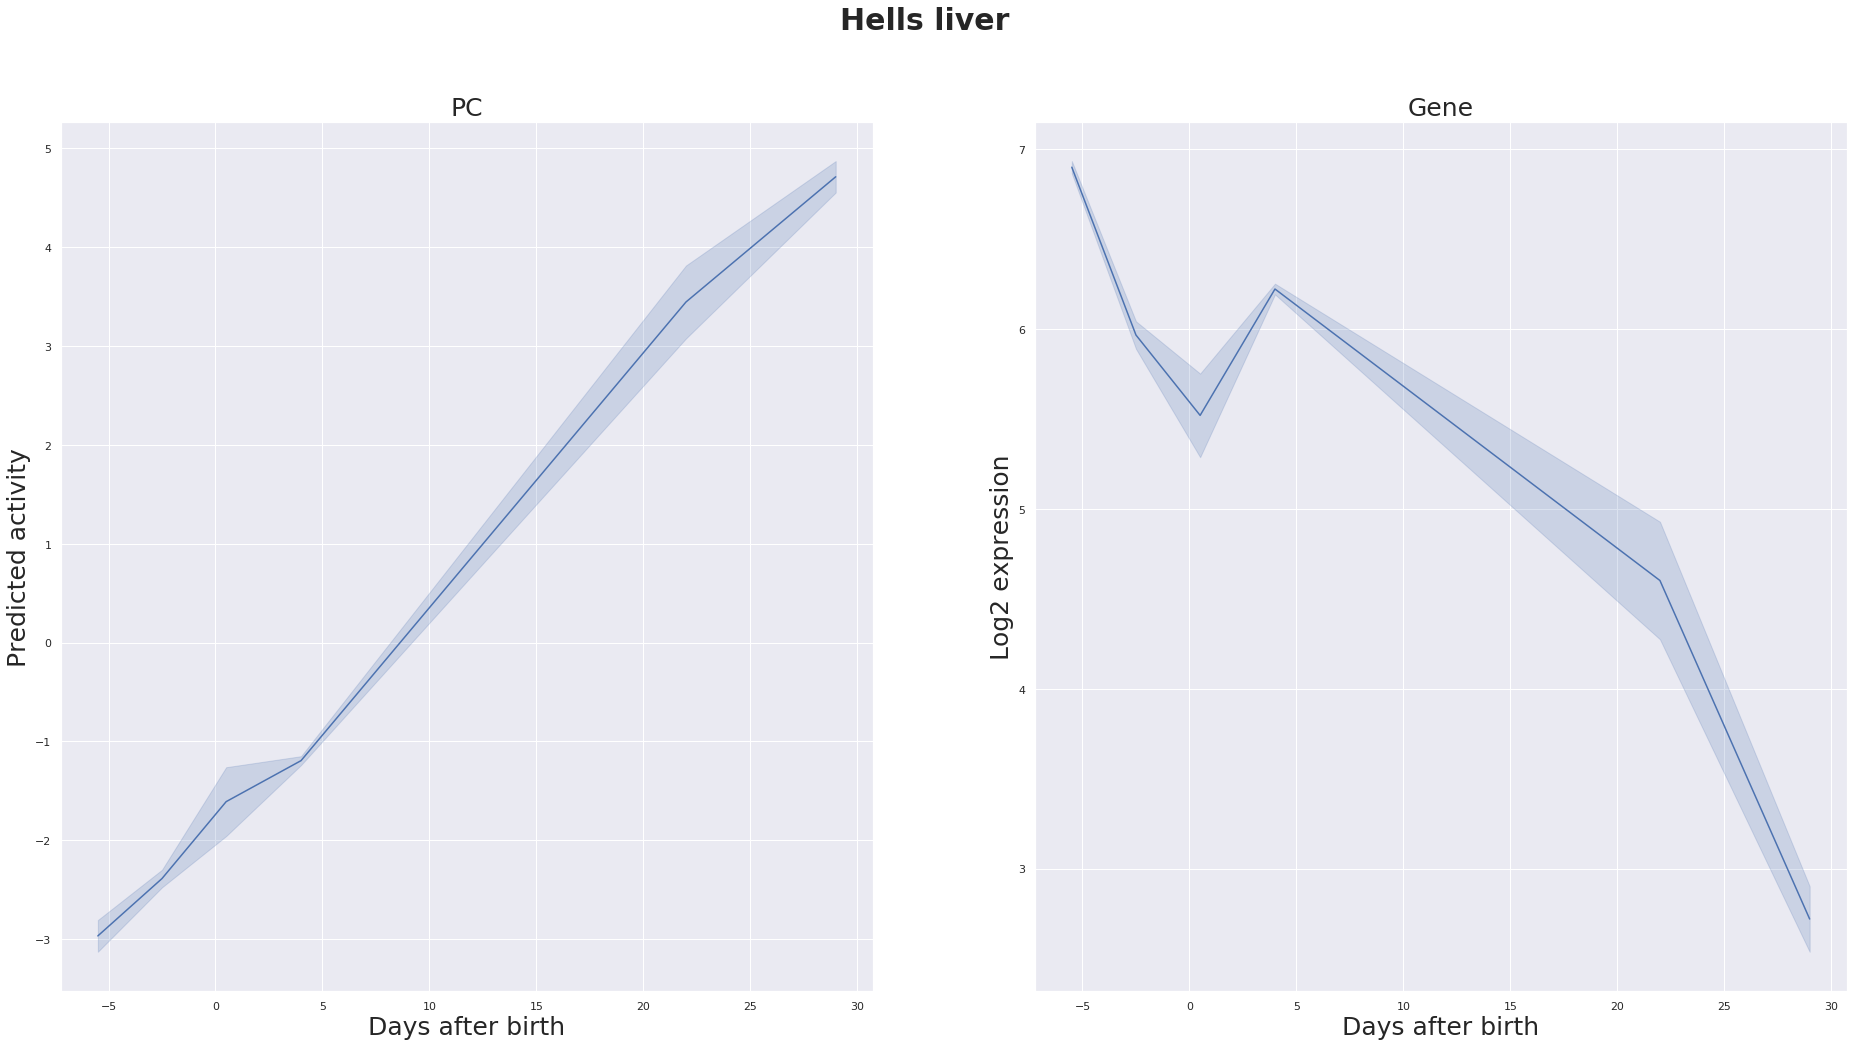 Hells liver
PC
Predicted activity
5
4
3
2
1
0
−1
−2
−3
−5 0 5 10 15 20 25 30
Days after birth
Gene
Log2 expression
7
6
5
4
3
−5 0 5 10 15 20 25 30
Days after birth